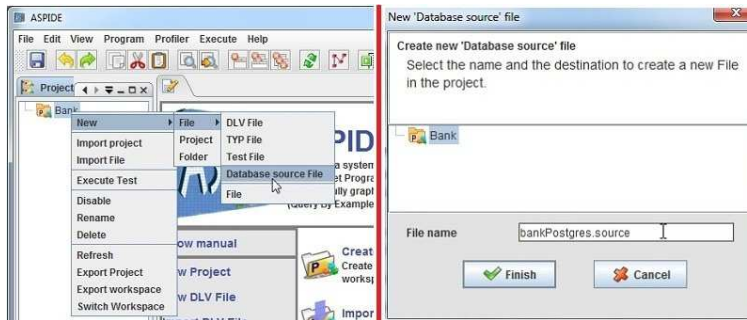 ASPIDE
File Edit View Program Profiler Execute Help
Project
Bank
New
Import project
Import File
Execute Test
Disable
Rename
Delete
Refresh
Export Project
Export workspace
Switch Workspace
File
Project
Folder
DLV File
TYP File
Test File
Database source File
File
PID
a system
et Progra
lly grapl
(Query By Example
ow manual
w Project
w DLV File
Creat
Create
works
Impor
New 'Database source' file
Create new 'Database source' file
Select the name and the destination to create a new File
in the project.
Bank
File name bankPostgres.source
Finish Cancel